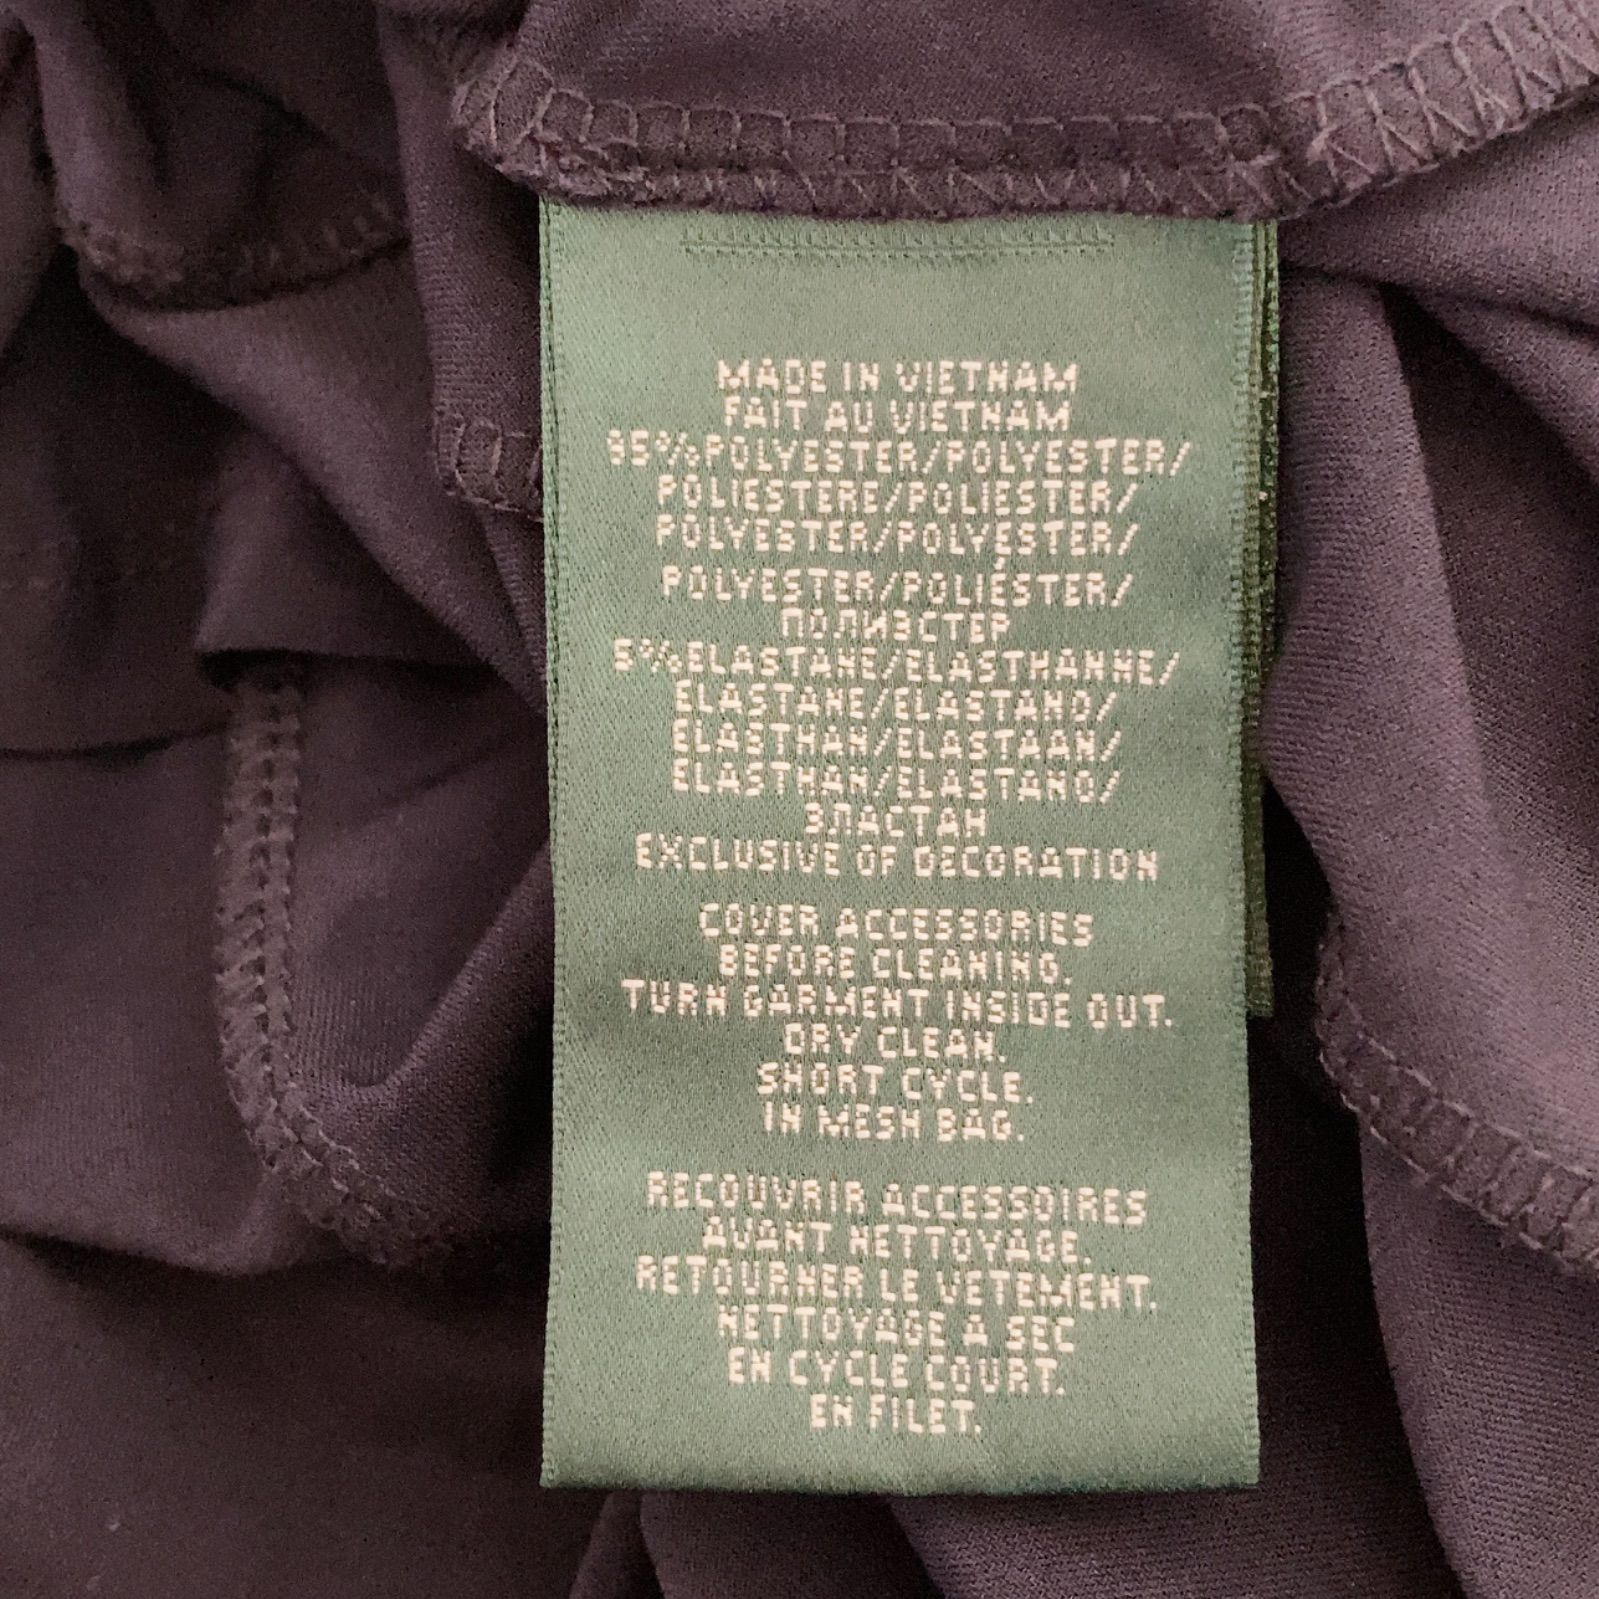 MADE IN VIETNAM
FAIT AU VIETNAM
95%POLYESTER/POLYESTER/
POLIESTERE/POLIESTER/
POLYESTER/POLYESTER/
POLYESTER/POLIÉSTER/
ПОЛИЭСТЕР
5%ELASTANE/ELASTHANNE/
ELASTANE/ELASTANO/
ELASTHAN/ELASTAAN/
ELASTHAN/ELASTANO/
ЭЛАСТАН
EXCLUSIVE OF DECORATION
COVER ACCESSORIES
BEFORE CLEANING.
TURN GARMENT INSIDE OUT.
DRY CLEAN.
SHORT CYCLE.
IN MESH BAG.
RECOUVRIR ACCESSOIRES
AVANT NETTOYAGE.
RETOURNER LE VETEMENT.
NETTOYAGE A SEC
EN CYCLE COURT.
EN FILET.